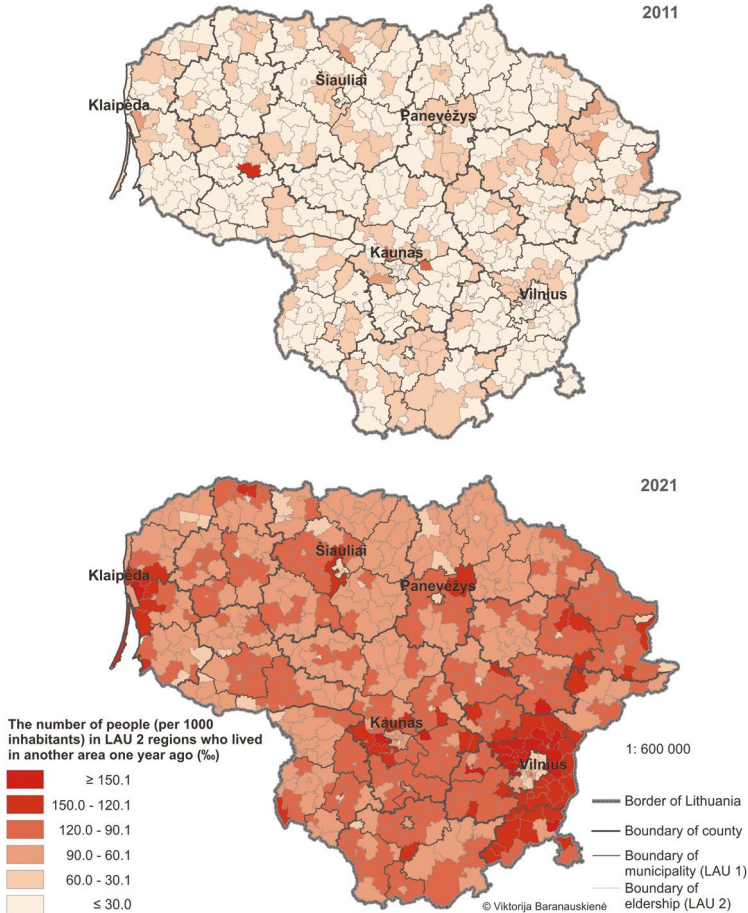 2011
Šiauliai
Klaipėda
Panevėžys
Kaunas
Vilnius
2021
Šiauliai
Klaipėda
Panevėžys
Kaunas
The number of people (per 1000
inhabitants) in LAU 2 regions who lived
in another area one year ago (‰)
1: 600 000
Vilnius
≥ 150.1
150.0 - 120.1
120.0 - 90.1
90.0 - 60.1
60.0 - 30.1
≤ 30.0
Border of Lithuania
Boundary of county
Boundary of
municipality (LAU 1)
Boundary of
eldership (LAU 2)
© Viktorija Baranauskienė